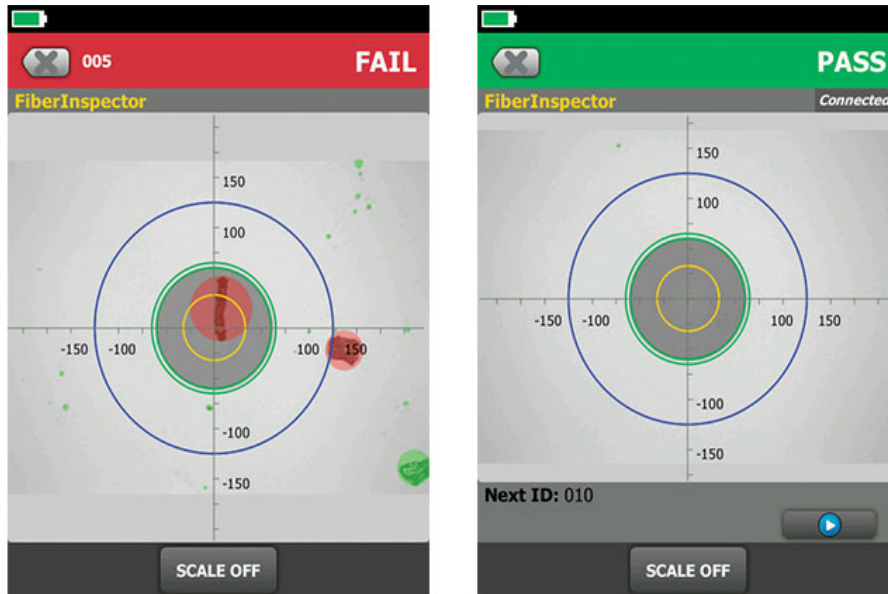 005 FAIL
FiberInspector
150
100
-150 -100 100 150
-100
-150
SCALE OFF
PASS
FiberInspector Connected
150
100
-150 -100 100 150
-100
-150
Next ID: 010
SCALE OFF